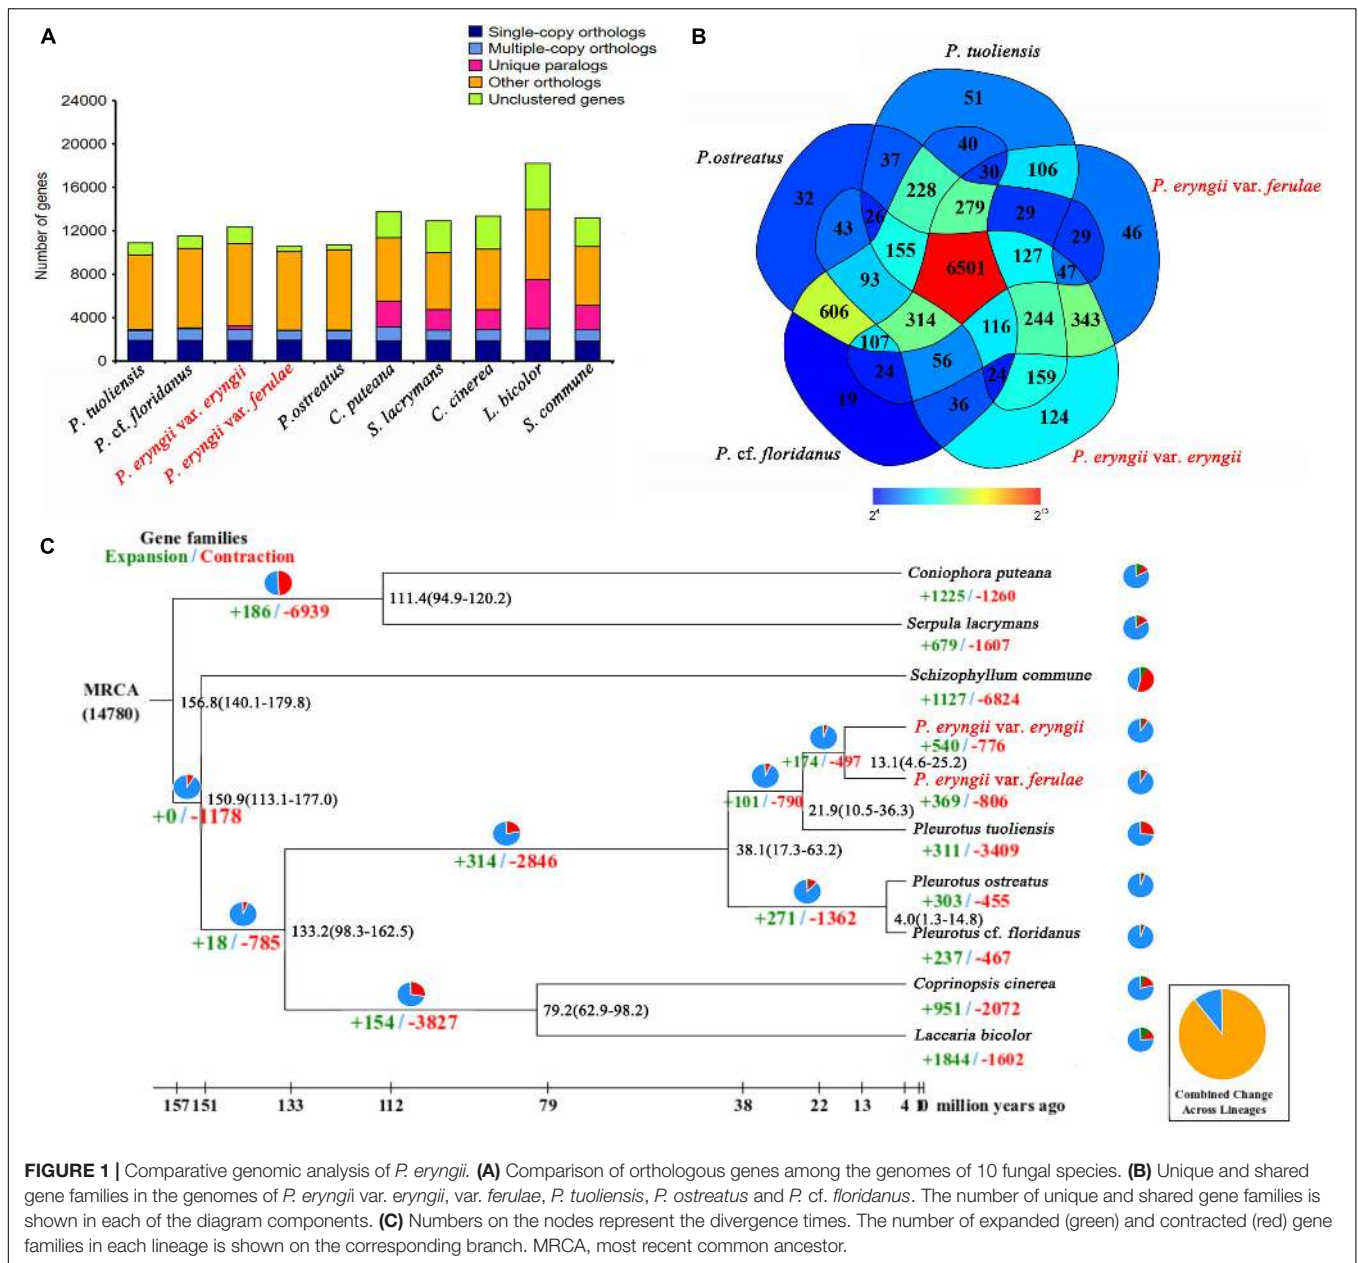 A
Single-copy orthologs
Multiple-copy orthologs
Unique paralogs
Other orthologs
Unclustered genes
Number of genes
24000
20000
16000
12000
8000
4000
0
P. tuoliensis
P. cf. floridanus
P. eryngii var. eryngii
P. eryngii var. ferulae
P.ostreatus
C. puteana
S. lacrymans
C. cinerea
L. bicolor
S. commune
B
P. tuoliensis
P.ostreatus
P. eryngii var. ferulae
P. cf. floridanus
P. eryngii var. eryngii
51
40
37
30
106
228
279
32
26
29
43
29
46
155
127
93
6501
47
606
314
116
244
343
107
56
24
24
159
19
36
124
2⁴
2¹³
C
Gene families
Expansion / Contraction
+186 / -6939
111.4(94.9-120.2)
Coniophora puteana
+1225 / -1260
Serpula lacrymans
+679 / -1607
MRCA
(14780)
156.8(140.1-179.8)
Schizophyllum commune
+1127 / -6824
P. eryngii var. eryngii
+540 / -776
+174 / -497
13.1(4.6-25.2)
P. eryngii var. ferulae
+369 / -806
+0 / -1178
150.9(113.1-177.0)
+101 / -790
21.9(10.5-36.3)
Pleurotus tuoliensis
+311 / -3409
+314 / -2846
38.1(17.3-63.2)
Pleurotus ostreatus
+303 / -455
+271 / -1362
4.0(1.3-14.8)
Pleurotus cf. floridanus
+237 / -467
+18 / -785
133.2(98.3-162.5)
Coprinopsis cinerea
+951 / -2072
+154 / -3827
79.2(62.9-98.2)
Laccaria bicolor
+1844 / -1602
Combined Change
Across Lineages
157 151 133 112 79 38 22 13 4 1 0 million years ago
FIGURE 1 | Comparative genomic analysis of P. eryngii. (A) Comparison of orthologous genes among the genomes of 10 fungal species. (B) Unique and shared
gene families in the genomes of P. eryngii var. eryngii, var. ferulae, P. tuoliensis, P. ostreatus and P. cf. floridanus. The number of unique and shared gene families is
shown in each of the diagram components. (C) Numbers on the nodes represent the divergence times. The number of expanded (green) and contracted (red) gene
families in each lineage is shown on the corresponding branch. MRCA, most recent common ancestor.